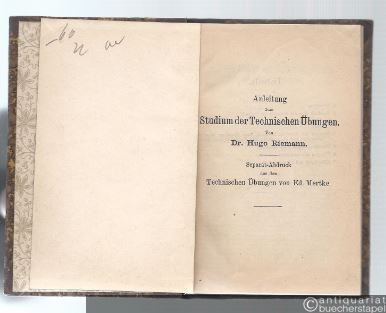 Anleitung
zum
Studium der Technischen Übungen.
Von
Dr. Hugo Riemann.
Separat-Abdruck
aus den
Technischen Übungen von Ed. Mertke
antiquariat
buecherstapel